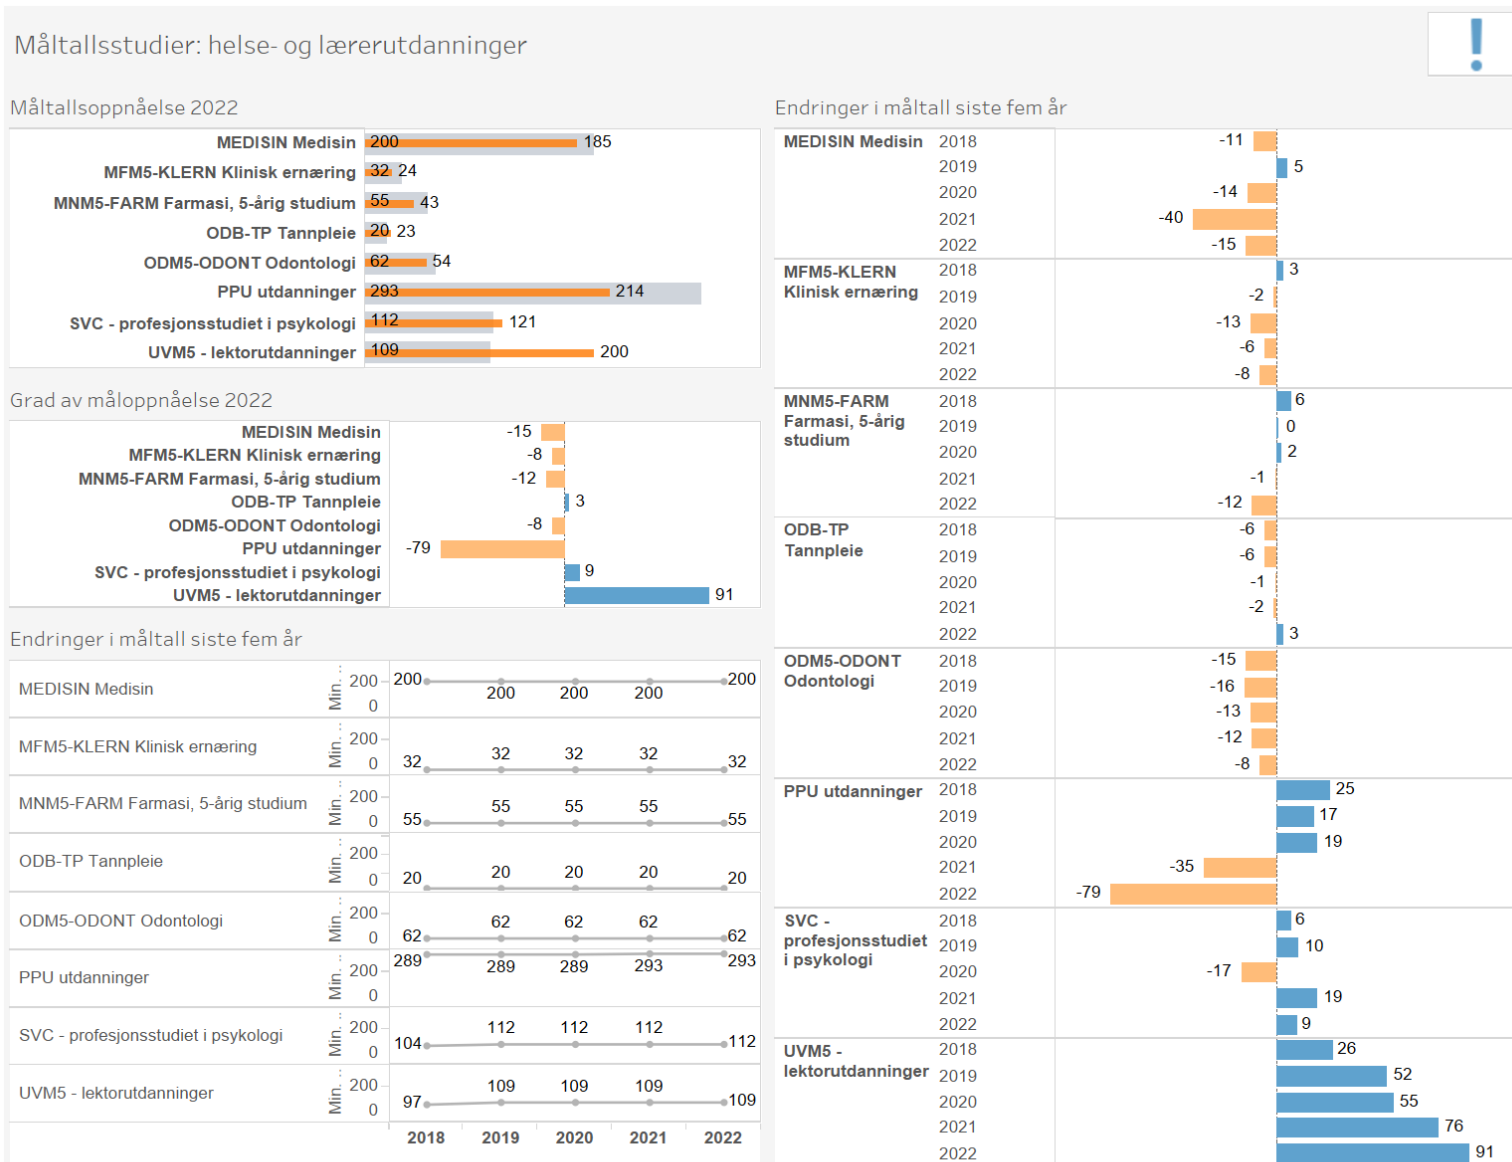 Måltallsstudier: helse- og lærerutdanninger
Måltallsoppnåelse 2022
MEDISIN Medisin 200 185
MFM5-KLERN Klinisk ernæring 32 24
MNM5-FARM Farmasi, 5-årig studium 55 43
ODB-TP Tannpleie 20 23
ODM5-ODONT Odontologi 62 54
PPU utdanninger 293 214
SVC - profesjonsstudiet i psykologi 112 121
UVM5 - lektorutdanninger 109 200
Grad av måloppnåelse 2022
MEDISIN Medisin -15
MFM5-KLERN Klinisk ernæring -8
MNM5-FARM Farmasi, 5-årig studium -12
ODB-TP Tannpleie 3
ODM5-ODONT Odontologi -8
PPU utdanninger -79
SVC - profesjonsstudiet i psykologi 9
UVM5 - lektorutdanninger 91
Endringer i måltall siste fem år
MEDISIN Medisin Min. .. 200 0 200 200 200 200 200
MFM5-KLERN Klinisk ernæring Min. .. 200 0 32 32 32 32 32
MNM5-FARM Farmasi, 5-årig studium Min. .. 200 0 55 55 55 55 55
ODB-TP Tannpleie Min. .. 200 0 20 20 20 20 20
ODM5-ODONT Odontologi Min. .. 200 0 62 62 62 62 62
PPU utdanninger Min. .. 200 0 289 289 289 293 293
SVC - profesjonsstudiet i psykologi Min. .. 200 0 104 112 112 112 112
UVM5 - lektorutdanninger Min. .. 200 0 97 109 109 109 109
2018 2019 2020 2021 2022
Endringer i måltall siste fem år
MEDISIN Medisin 2018 -11
2019 5
2020 -14
2021 -40
2022 -15
MFM5-KLERN 2018 3
Klinisk ernæring 2019 -2
2020 -13
2021 -6
2022 -8
MNM5-FARM 2018 6
Farmasi, 5-årig 2019 0
studium 2020 2
2021 -1
2022 -12
ODB-TP 2018 -6
Tannpleie 2019 -6
2020 -1
2021 -2
2022 3
ODM5-ODONT 2018 -15
Odontologi 2019 -16
2020 -13
2021 -12
2022 -8
PPU utdanninger 2018 25
2019 17
2020 19
2021 -35
2022 -79
SVC - 2018 6
profesjonsstudiet 2019 10
i psykologi 2020 -17
2021 19
2022 9
UVM5 - 2018 26
lektorutdanninger 2019 52
2020 55
2021 76
2022 91